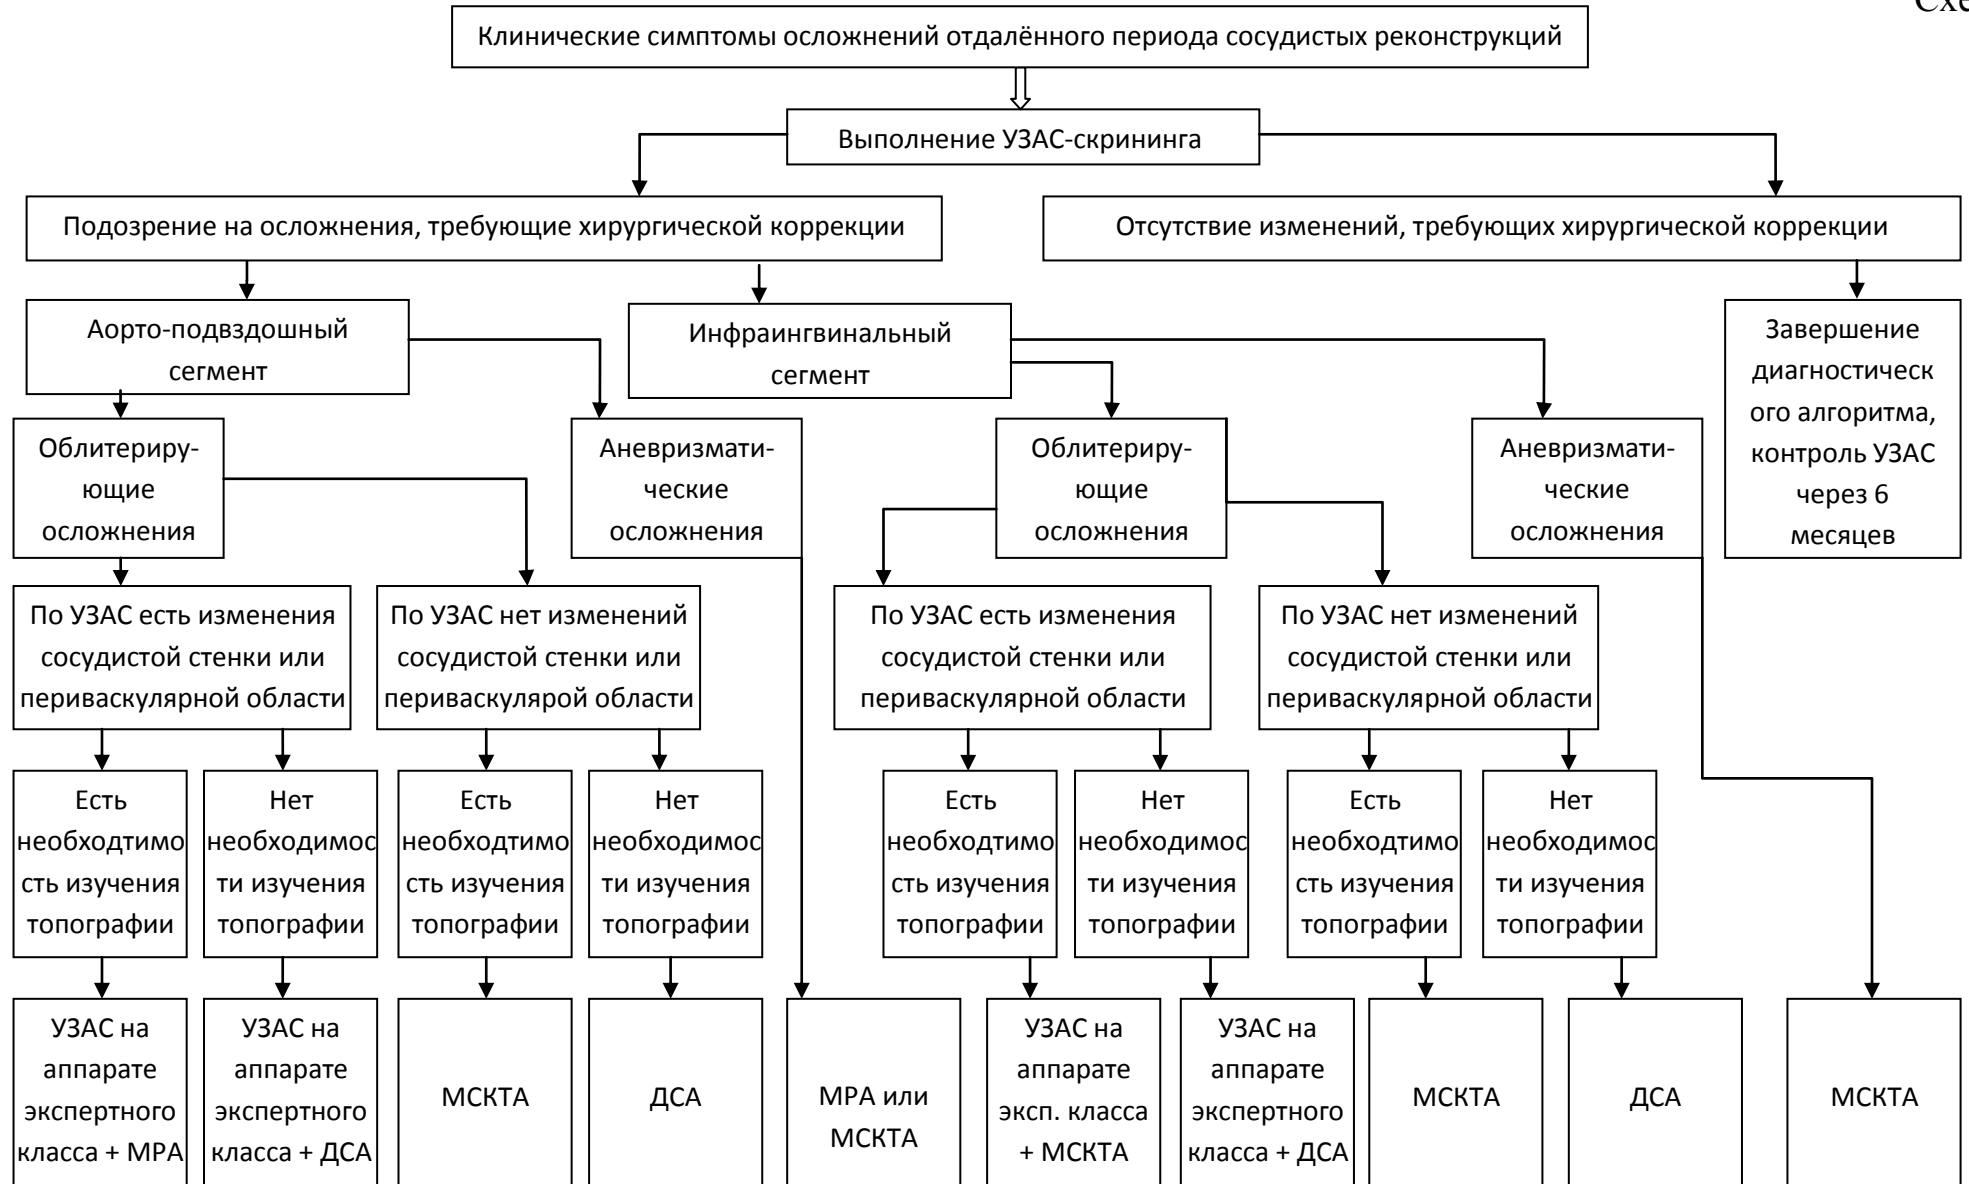 Схе
Клинические симптомы осложнений отдалённого периода сосудистых реконструкций
Выполнение УЗАС-скрининга
Подозрение на осложнения, требующие хирургической коррекции
Отсутствие изменений, требующих хирургической коррекции
Аорто-подвздошный
сегмент
Инфраингвинальный
сегмент
Завершение
диагностическ
ого алгоритма,
контроль УЗАС
через 6
месяцев
Облитериру-
ющие
осложнения
Аневризмати-
ческие
осложнения
Облитериру-
ющие
осложнения
Аневризмати-
ческие
осложнения
По УЗАС есть изменения
сосудистой стенки или
периваскулярной области
По УЗАС нет изменений
сосудистой стенки или
периваскулярой области
По УЗАС есть изменения
сосудистой стенки или
периваскулярной области
По УЗАС нет изменений
сосудистой стенки или
периваскулярной области
Есть
необходтимо
сть изучения
топографии
Нет
необходимос
ти изучения
топографии
Есть
необходтимо
сть изучения
топографии
Нет
необходимос
ти изучения
топографии
Есть
необходтимо
сть изучения
топографии
Нет
необходимос
ти изучения
топографии
Есть
необходтимо
сть изучения
топографии
Нет
необходимос
ти изучения
топографии
УЗАС на
аппарате
экспертного
класса + МРА
УЗАС на
аппарате
экспертного
класса + ДСА
МСКТА
ДСА
МРА или
МСКТА
УЗАС на
аппарате
эксп. класса
+ МСКТА
УЗАС на
аппарате
экспертного
класса + ДСА
МСКТА
ДСА
МСКТА